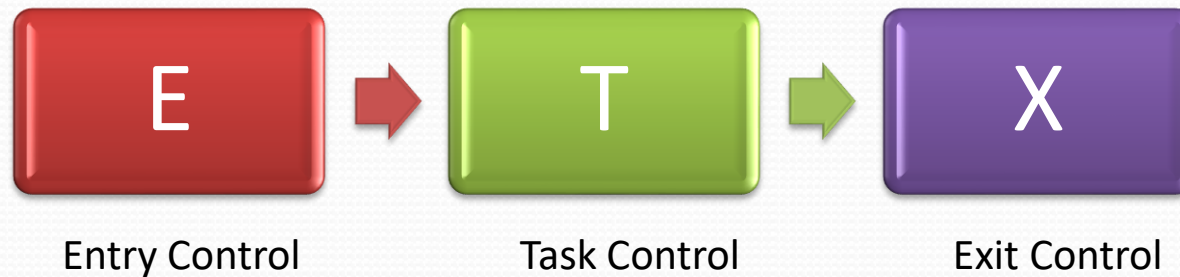 E
T
X
Entry Control
Task Control
Exit Control